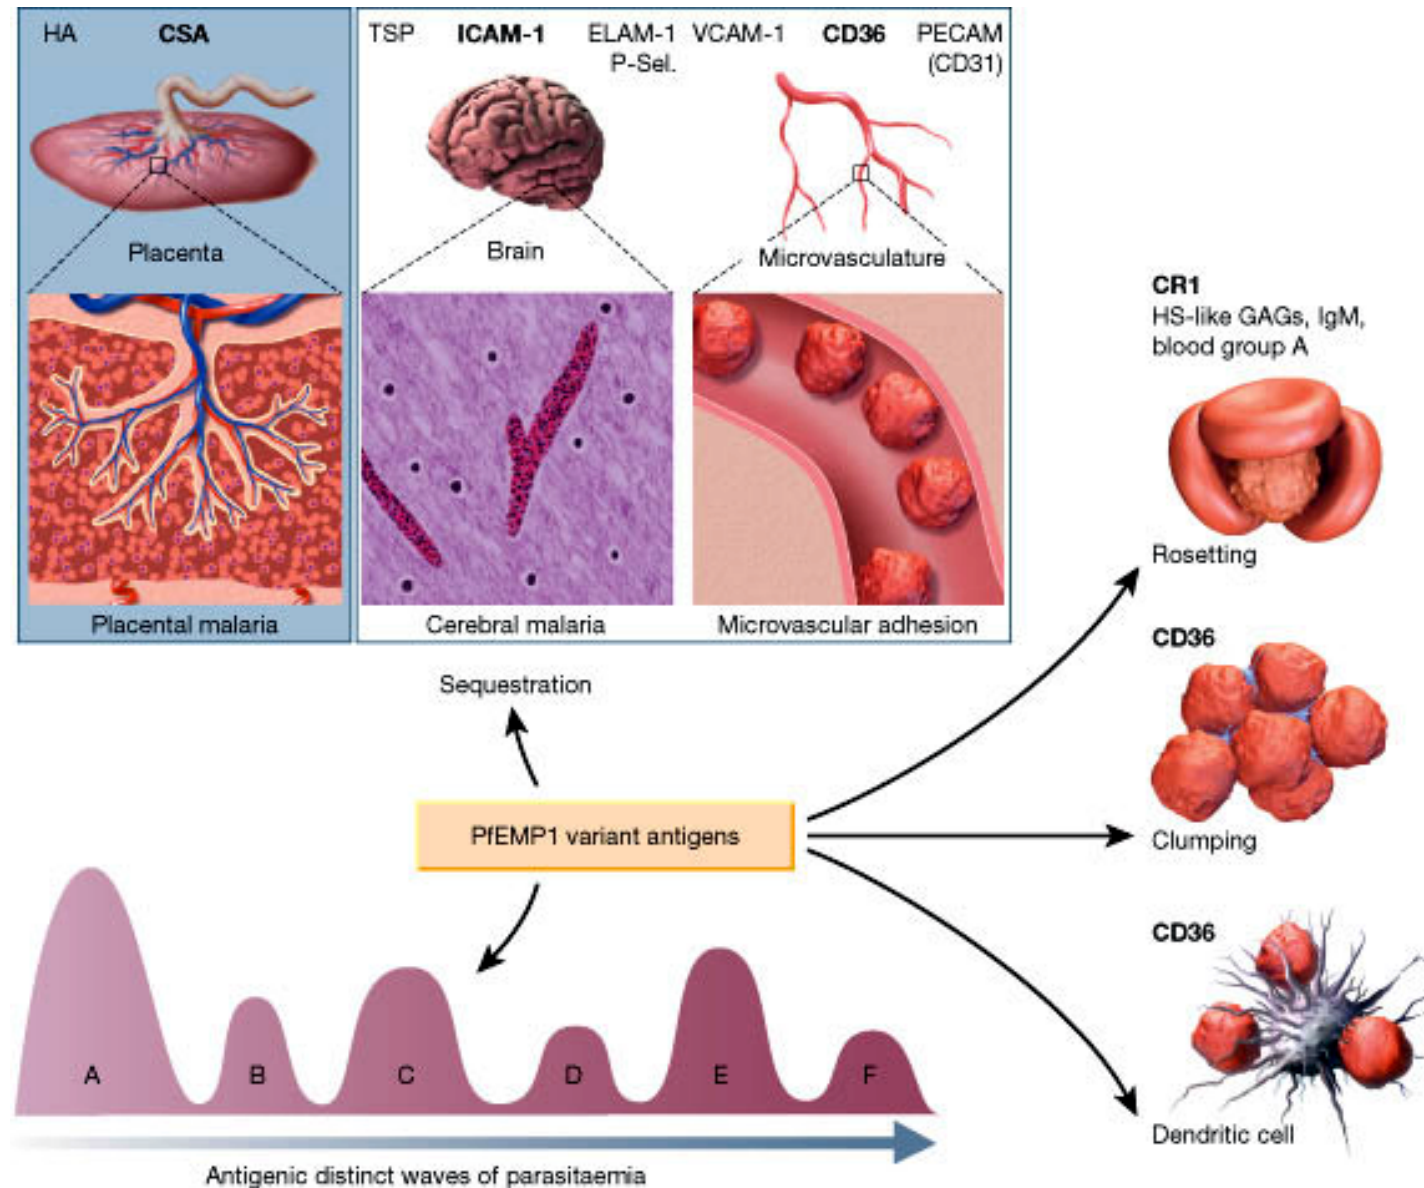 HA CSA
TSP ICAM-1 ELAM-1
P-Sel.
VCAM-1 CD36 PECAM
(CD31)
Placenta
Brain
Microvasculature
Placental malaria
Cerebral malaria
Microvascular adhesion
Sequestration
CR1
HS-like GAGs, IgM,
blood group A
Rosetting
CD36
Clumping
CD36
Dendritic cell
PfEMP1 variant antigens
A B C D E F
Antigenic distinct waves of parasitaemia